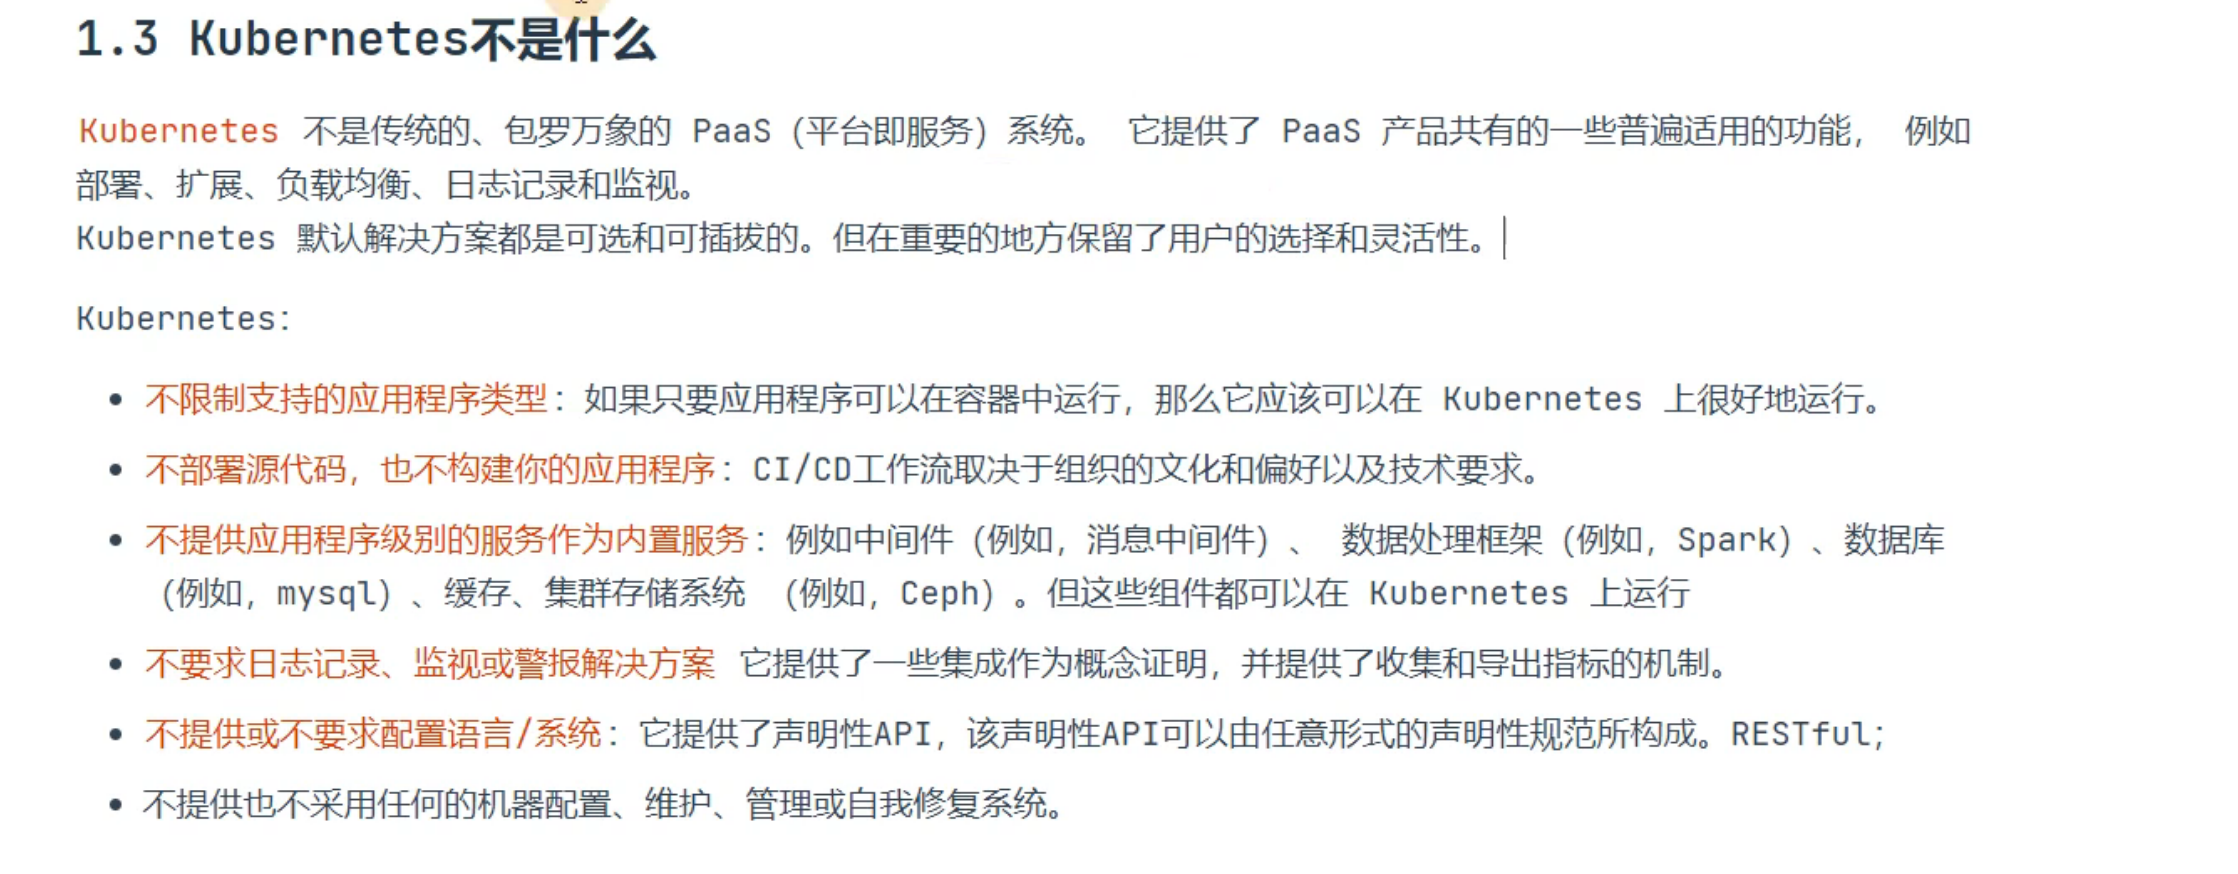 1.3 Kubernetes不是什么
Kubernetes 不是传统的、包罗万象的 PaaS（平台即服务）系统。 它提供了 PaaS 产品共有的一些普遍适用的功能， 例如
部署、扩展、负载均衡、日志记录和监视。
Kubernetes 默认解决方案都是可选和可插拔的。但在重要的地方保留了用户的选择和灵活性。
Kubernetes：
• 不限制支持的应用程序类型：如果只要应用程序可以在容器中运行，那么它应该可以在 Kubernetes 上很好地运行。
• 不部署源代码，也不构建你的应用程序：CI/CD工作流取决于组织的文化和偏好以及技术要求。
• 不提供应用程序级别的服务作为内置服务：例如中间件（例如，消息中间件）、 数据处理框架（例如，Spark）、数据库
（例如，mysql）、缓存、集群存储系统 （例如，Ceph）。但这些组件都可以在 Kubernetes 上运行
• 不要求日志记录、监视或警报解决方案 它提供了一些集成作为概念证明，并提供了收集和导出指标的机制。
• 不提供或不要求配置语言/系统：它提供了声明性API，该声明性API可以由任意形式的声明性规范所构成。RESTful；
• 不提供也不采用任何的机器配置、维护、管理或自我修复系统。